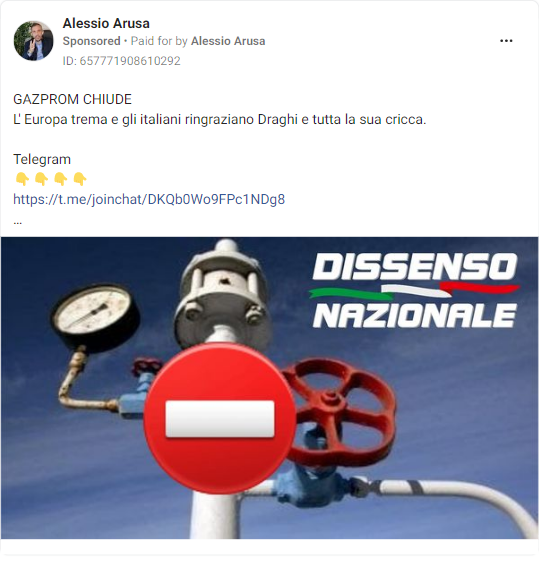 Alessio Arusa
Sponsored • Paid for by Alessio Arusa
ID: 657771908610292
GAZPROM CHIUDE
L' Europa trema e gli italiani ringraziano Draghi e tutta la sua cricca.
Telegram
👇👇👇👇
https://t.me/joinchat/DKQb0Wo9FPc1NDg8
...
DISSENSO
NAZIONALE